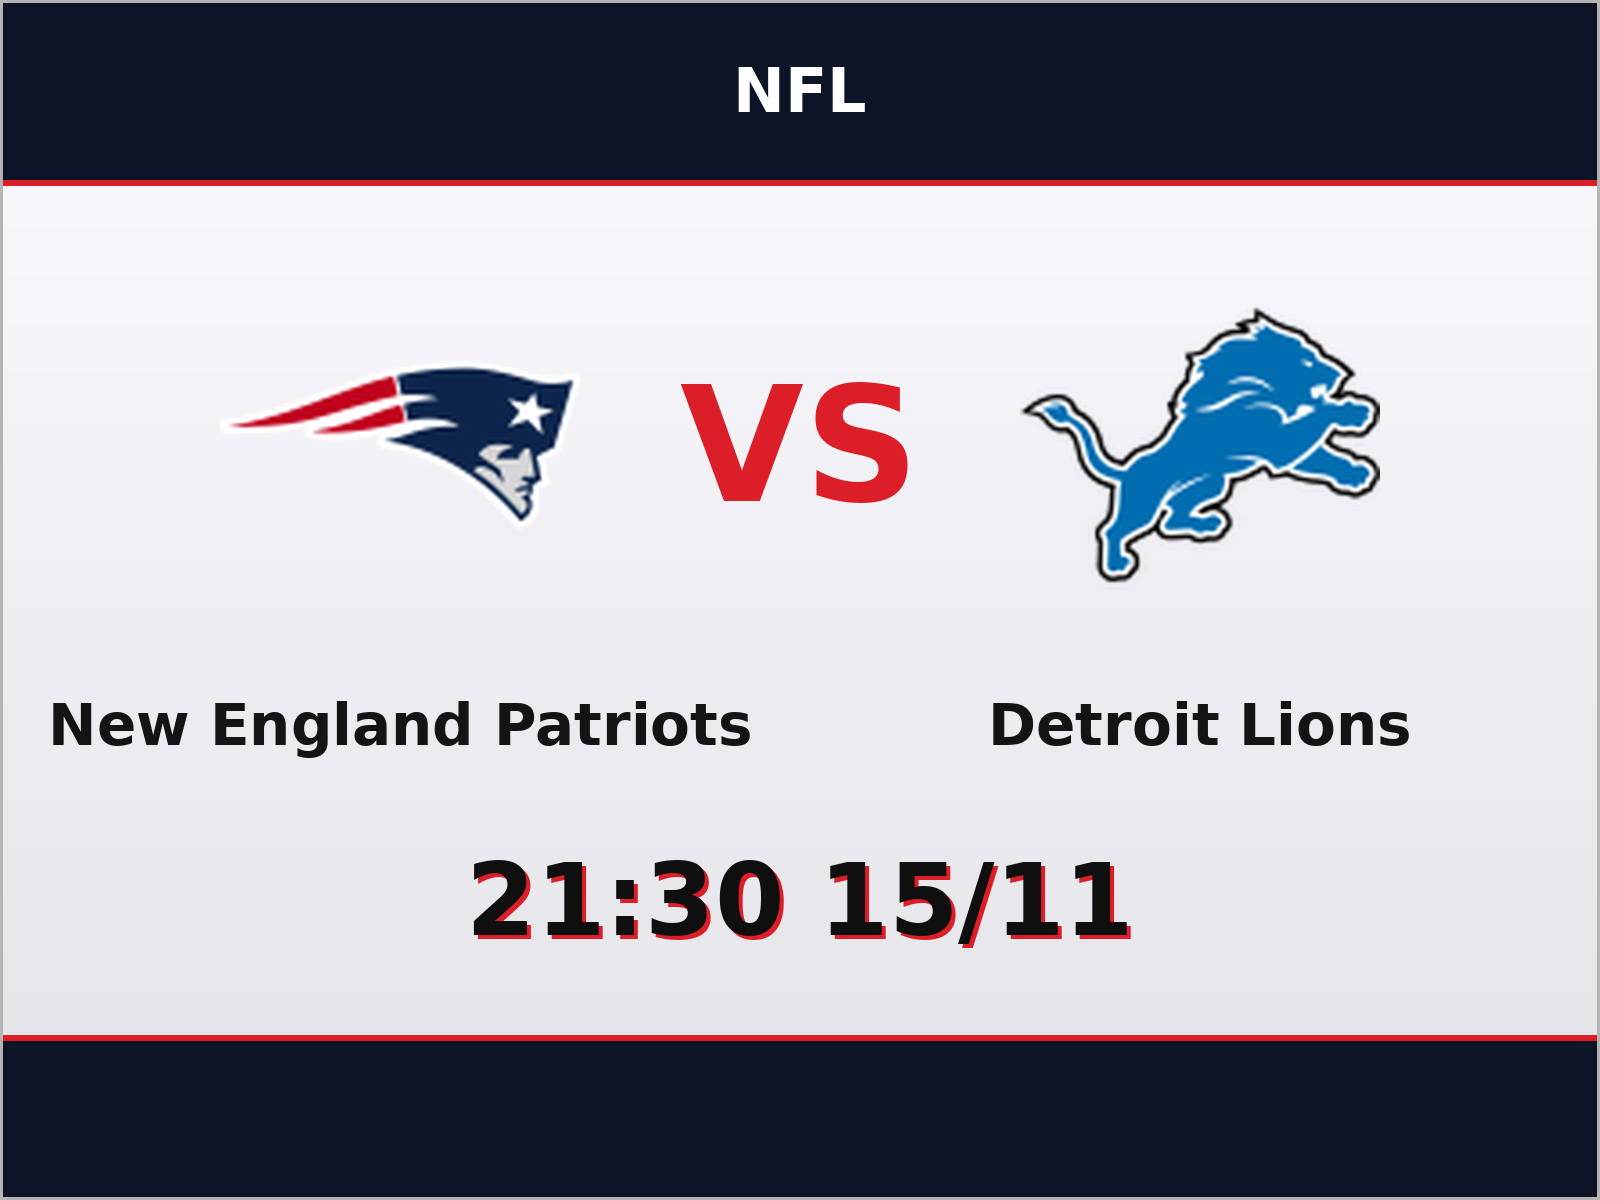 NFL
VS
New England Patriots
Detroit Lions
21:30 15/11